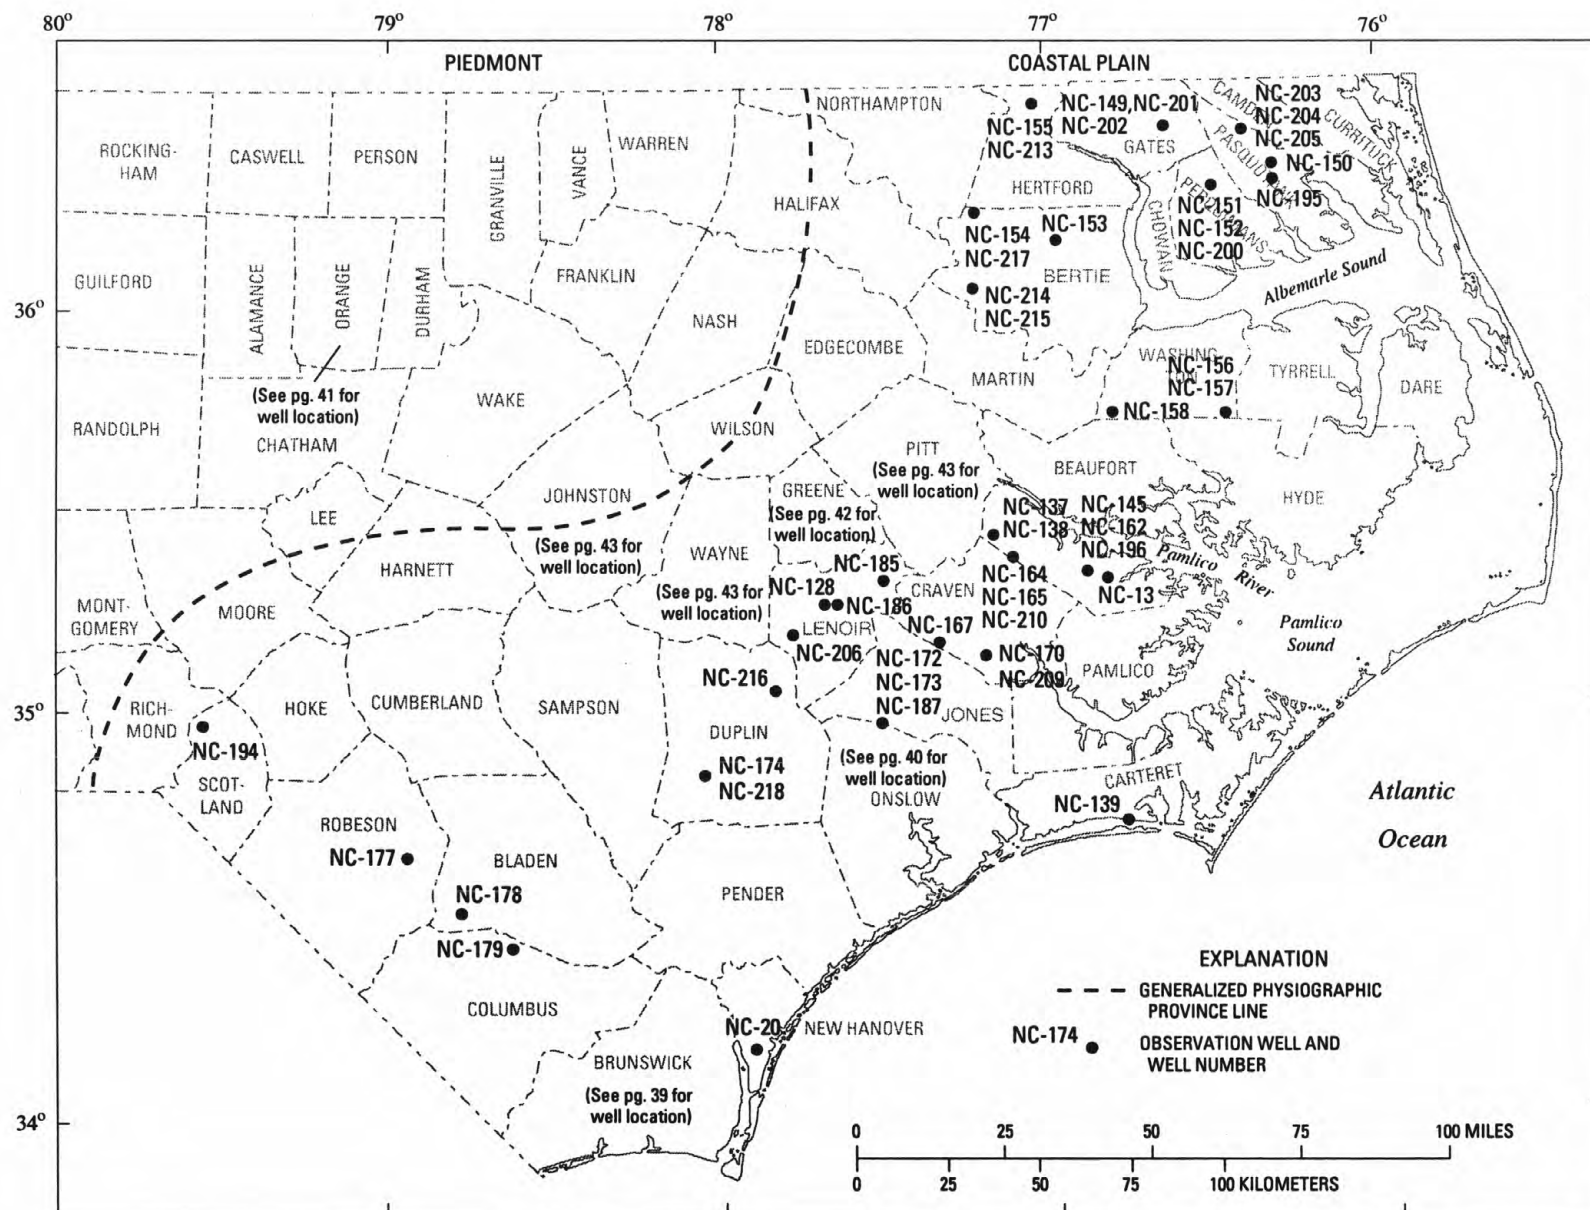 80°
79°
78°
77°
76°
PIEDMONT
COASTAL PLAIN
NORTHAMPTON
NC-155
NC-213
NC-149,NC-201
NC-202
GATES
CAMDEN
NC-203
NC-204
NC-205
CURRITUCK
PASQUOTANK
NC-150
NC-195
ROCKING-
HAM
CASWELL
PERSON
GRANVILLE
VANCE
WARREN
HALIFAX
HERTFORD
CHOWAN
PERQUIMANS
NC-151
NC-152
NC-200
NC-154
NC-217
NC-153
BERTIE
NC-214
NC-215
Albemarle Sound
GUILFORD
ALAMANCE
ORANGE
DURHAM
FRANKLIN
NASH
EDGECOMBE
36°
MARTIN
WASHING-
TON
NC-156
NC-157
NC-158
TYRRELL
DARE
(See pg. 41 for
well location)
RANDOLPH
CHATHAM
WAKE
WILSON
PITT
(See pg. 43 for
well location)
BEAUFORT
HYDE
LEE
JOHNSTON
(See pg. 43 for
well location)
GREENE
(See pg. 42 for
well location)
NC-137
NC-138
NC-145
NC-162
NC-196
Pamlico River
NC-13
HARNETT
WAYNE
(See pg. 43 for
well location)
NC-185
NC-128
NC-186
CRAVEN
NC-164
NC-165
NC-210
MONT-
GOMERY
MOORE
LENOIR
NC-206
NC-167
NC-170
NC-209
Pamlico
Sound
PAMLICO
NC-172
NC-173
NC-187
JONES
NC-216
35°
RICH-
MOND
NC-194
SCOT-
LAND
HOKE
CUMBERLAND
SAMPSON
DUPLIN
NC-174
NC-218
(See pg. 40 for
well location)
ONSLOW
CARTERET
NC-139
Atlantic
Ocean
ROBESON
NC-177
BLADEN
NC-178
NC-179
PENDER
COLUMBUS
NC-20
NEW HANOVER
BRUNSWICK
(See pg. 39 for
well location)
34°
EXPLANATION
GENERALIZED PHYSIOGRAPHIC
PROVINCE LINE
NC-174
OBSERVATION WELL AND
WELL NUMBER
0 25 50 75 100 MILES
0 25 50 75 100 KILOMETERS